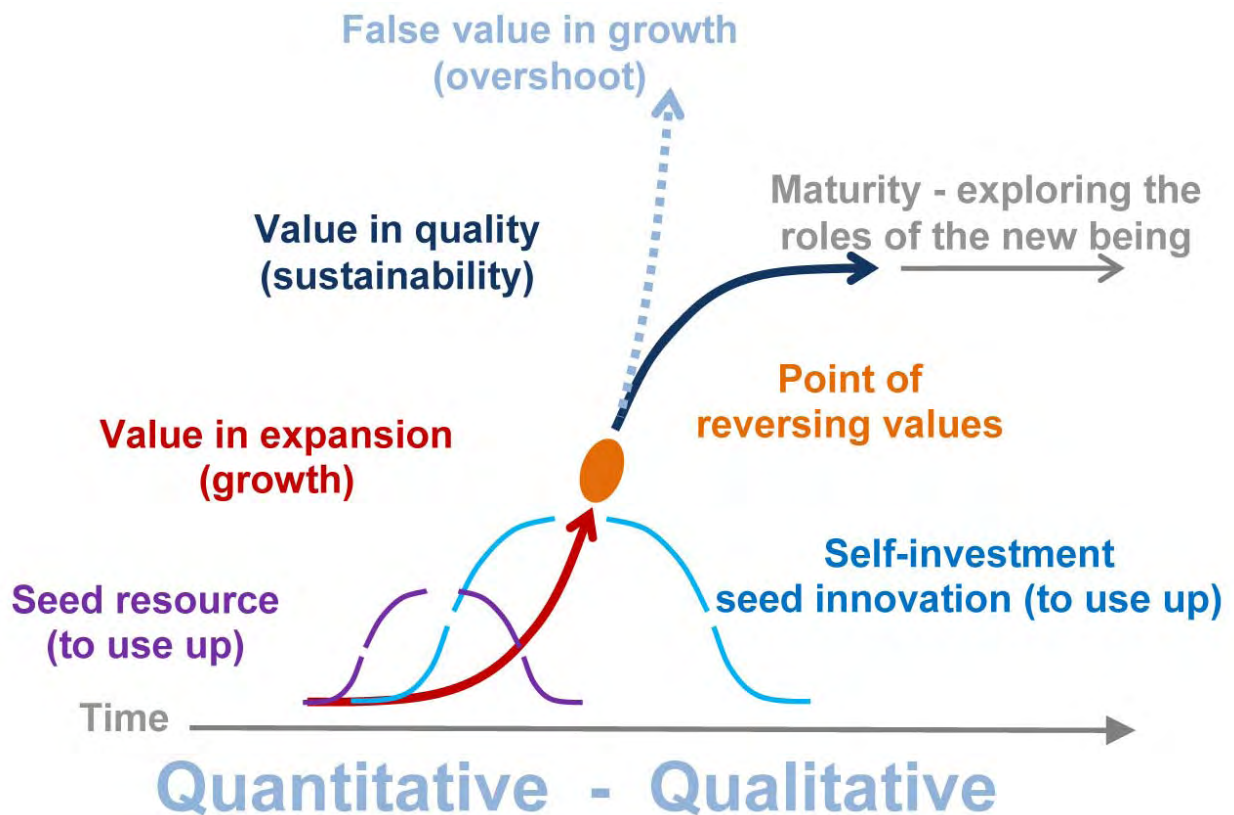 False value in growth
(overshoot)
Maturity - exploring the
roles of the new being
Value in quality
(sustainability)
Point of
reversing values
Value in expansion
(growth)
Self-investment
seed innovation (to use up)
Seed resource
(to use up)
Time
Quantitative - Qualitative